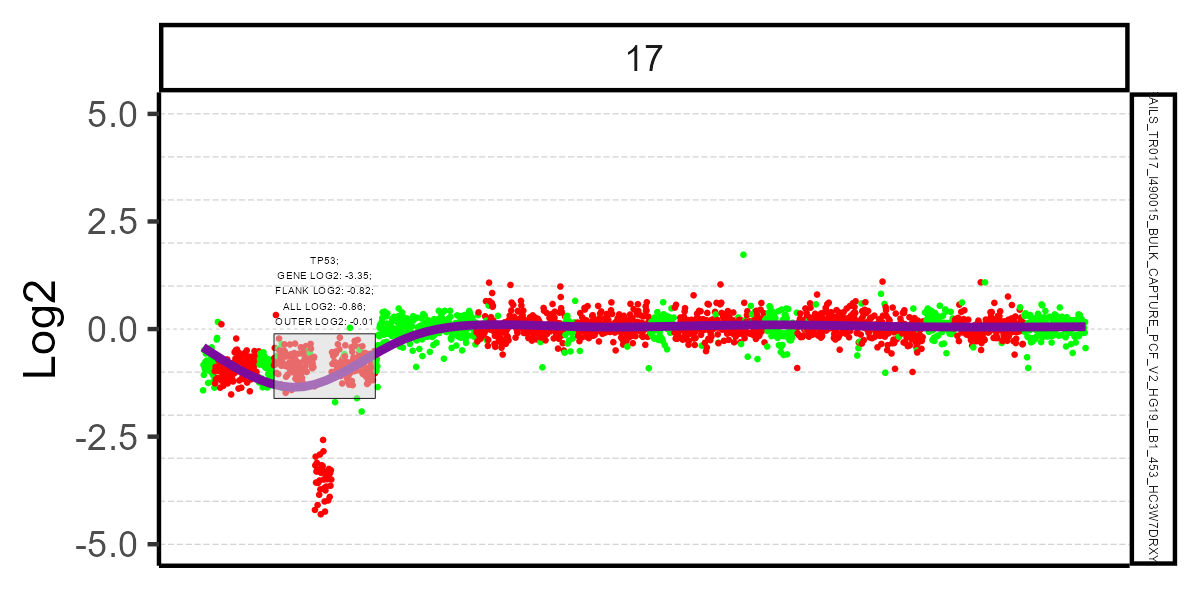 17
5.0
2.5
0.0
-2.5
-5.0
Log2
TP53;
GENE LOG2: -3.35;
FLANK LOG2: -0.82;
ALL LOG2: -0.86;
OUTER LOG2: -0.01
AILS_TR017_I490015_BULK_CAPTURE_PCF_V2_HG19_LB1_453_HC3W7DRXY